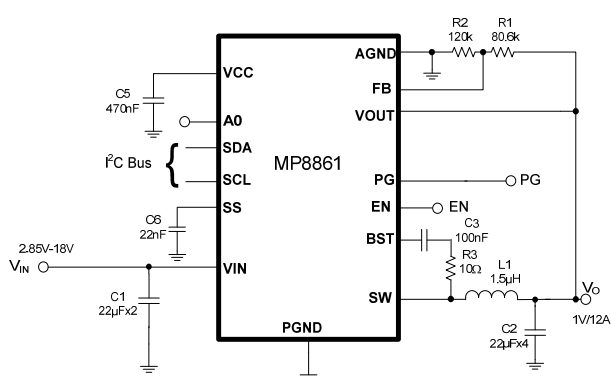 R2
120k
R1
80.6k
AGND
VCC
C5
470nF
FB
VOUT
A0
I²C Bus
SDA
SCL
MP8861
PG
PG
EN
EN
SS
C6
22nF
C3
100nF
BST
R3
10Ω
2.85V-18V
VIN
VIN
L1
1.5μH
SW
VO
1V/12A
C1
22μFx2
PGND
C2
22μFx4